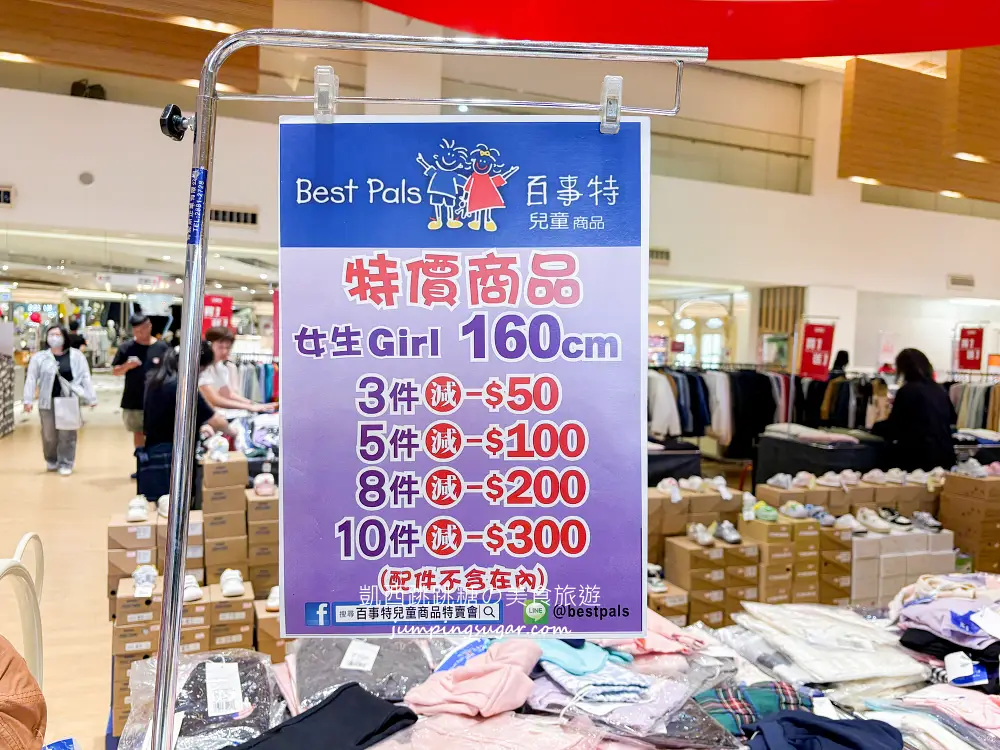 Best Pals 百事特
兒童商品
特價商品
女生Girl 160cm
3件減-$50
5件減-$100
8件減-$200
10件減-$300
(配件不含在內)
凱西踩踩糖の美食旅遊
搜尋 百事特兒童商品特賣會
LINE @bestpals
jumpingsugar.com